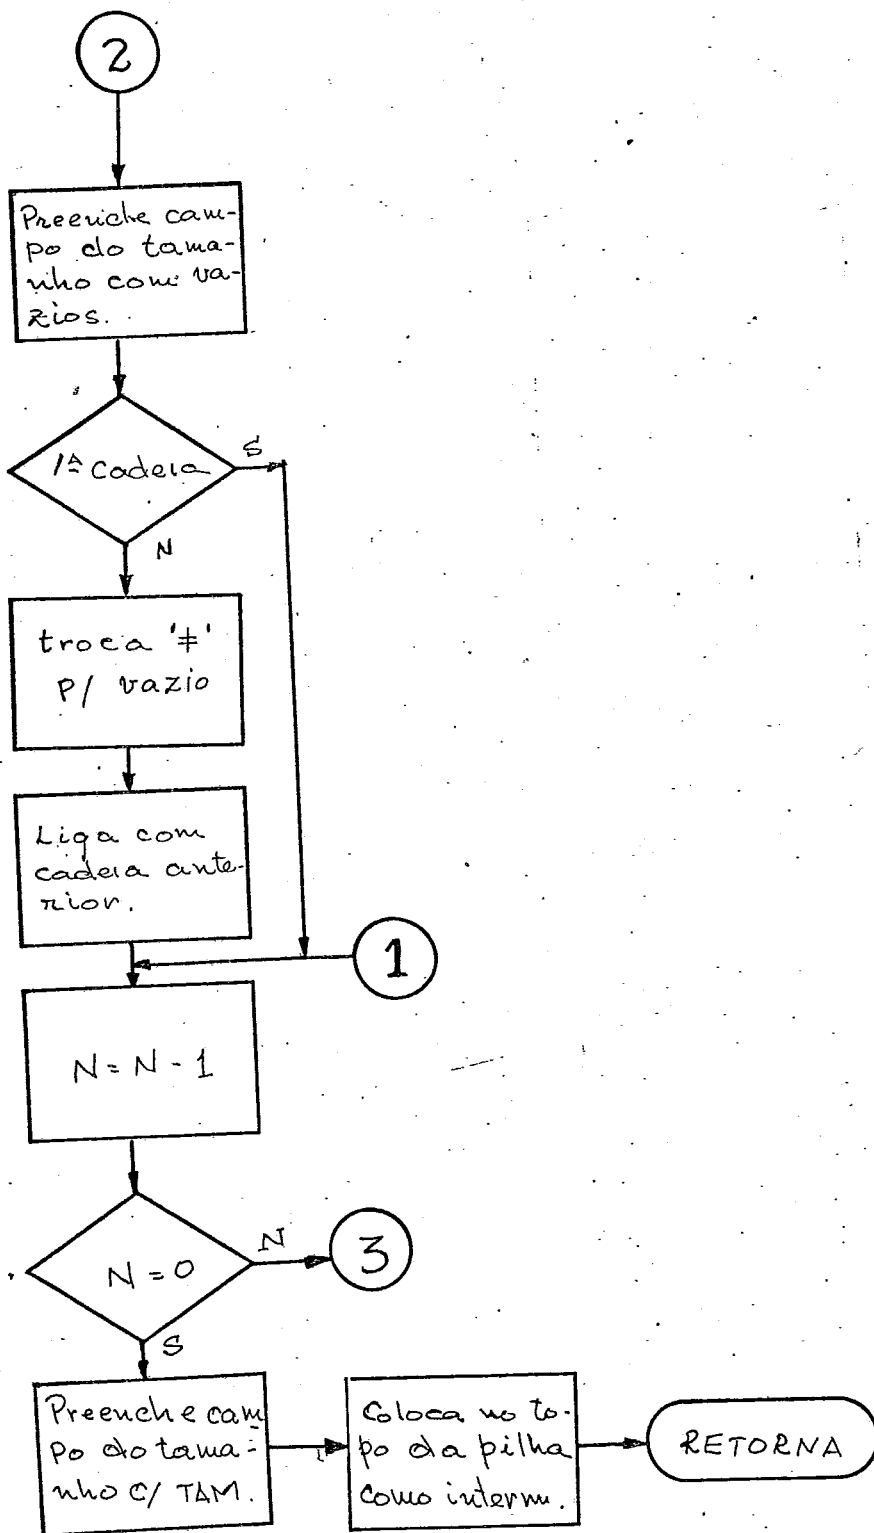 2
Preenche cam-
po do tama-
nho com va-
zios.
1ª cadeia
S
N
troca '‡'
p/ vazio
Liga com
cadeia ante-
rior.
1
N = N - 1
N = 0
N
3
S
Preenche cam
po do tama-
nho c/ TAM.
Coloca no to-
po da pilha
como interm.
RETORNA